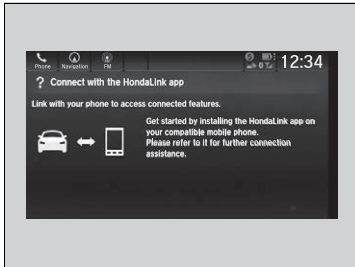 Phone Navigation FM 12:34
? Connect with the HondaLink app
Link with your phone to access connected features.
Get started by installing the HondaLink app on
your compatible mobile phone.
Please refer to it for further connection
assistance.